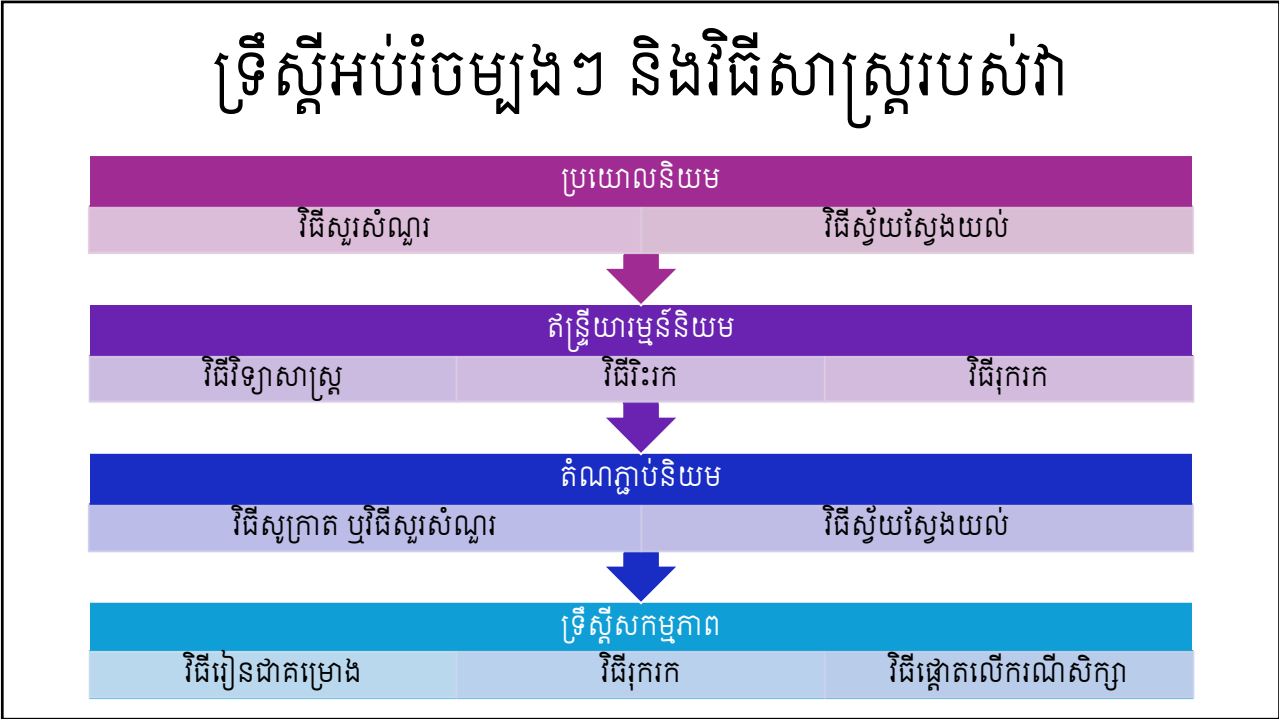 ទ្រឹស្តីអប់រំចម្បងៗ និងវិធីសាស្ត្ររបស់វា
ប្រយោលនិយម
វិធីសួរសំណួរ
វិធីស្វ័យស្វែងយល់
ឥន្ទ្រីយារម្មន៍និយម
វិធីវិទ្យាសាស្ត្រ
វិធីរិះរក
វិធីរុករក
តំណភ្ជាប់និយម
វិធីសូក្រាត ឬវិធីសួរសំណួរ
វិធីស្វ័យស្វែងយល់
ទ្រឹស្តីសកម្មភាព
វិធីរៀនជាគម្រោង
វិធីរុករក
វិធីផ្តោតលើករណីសិក្សា